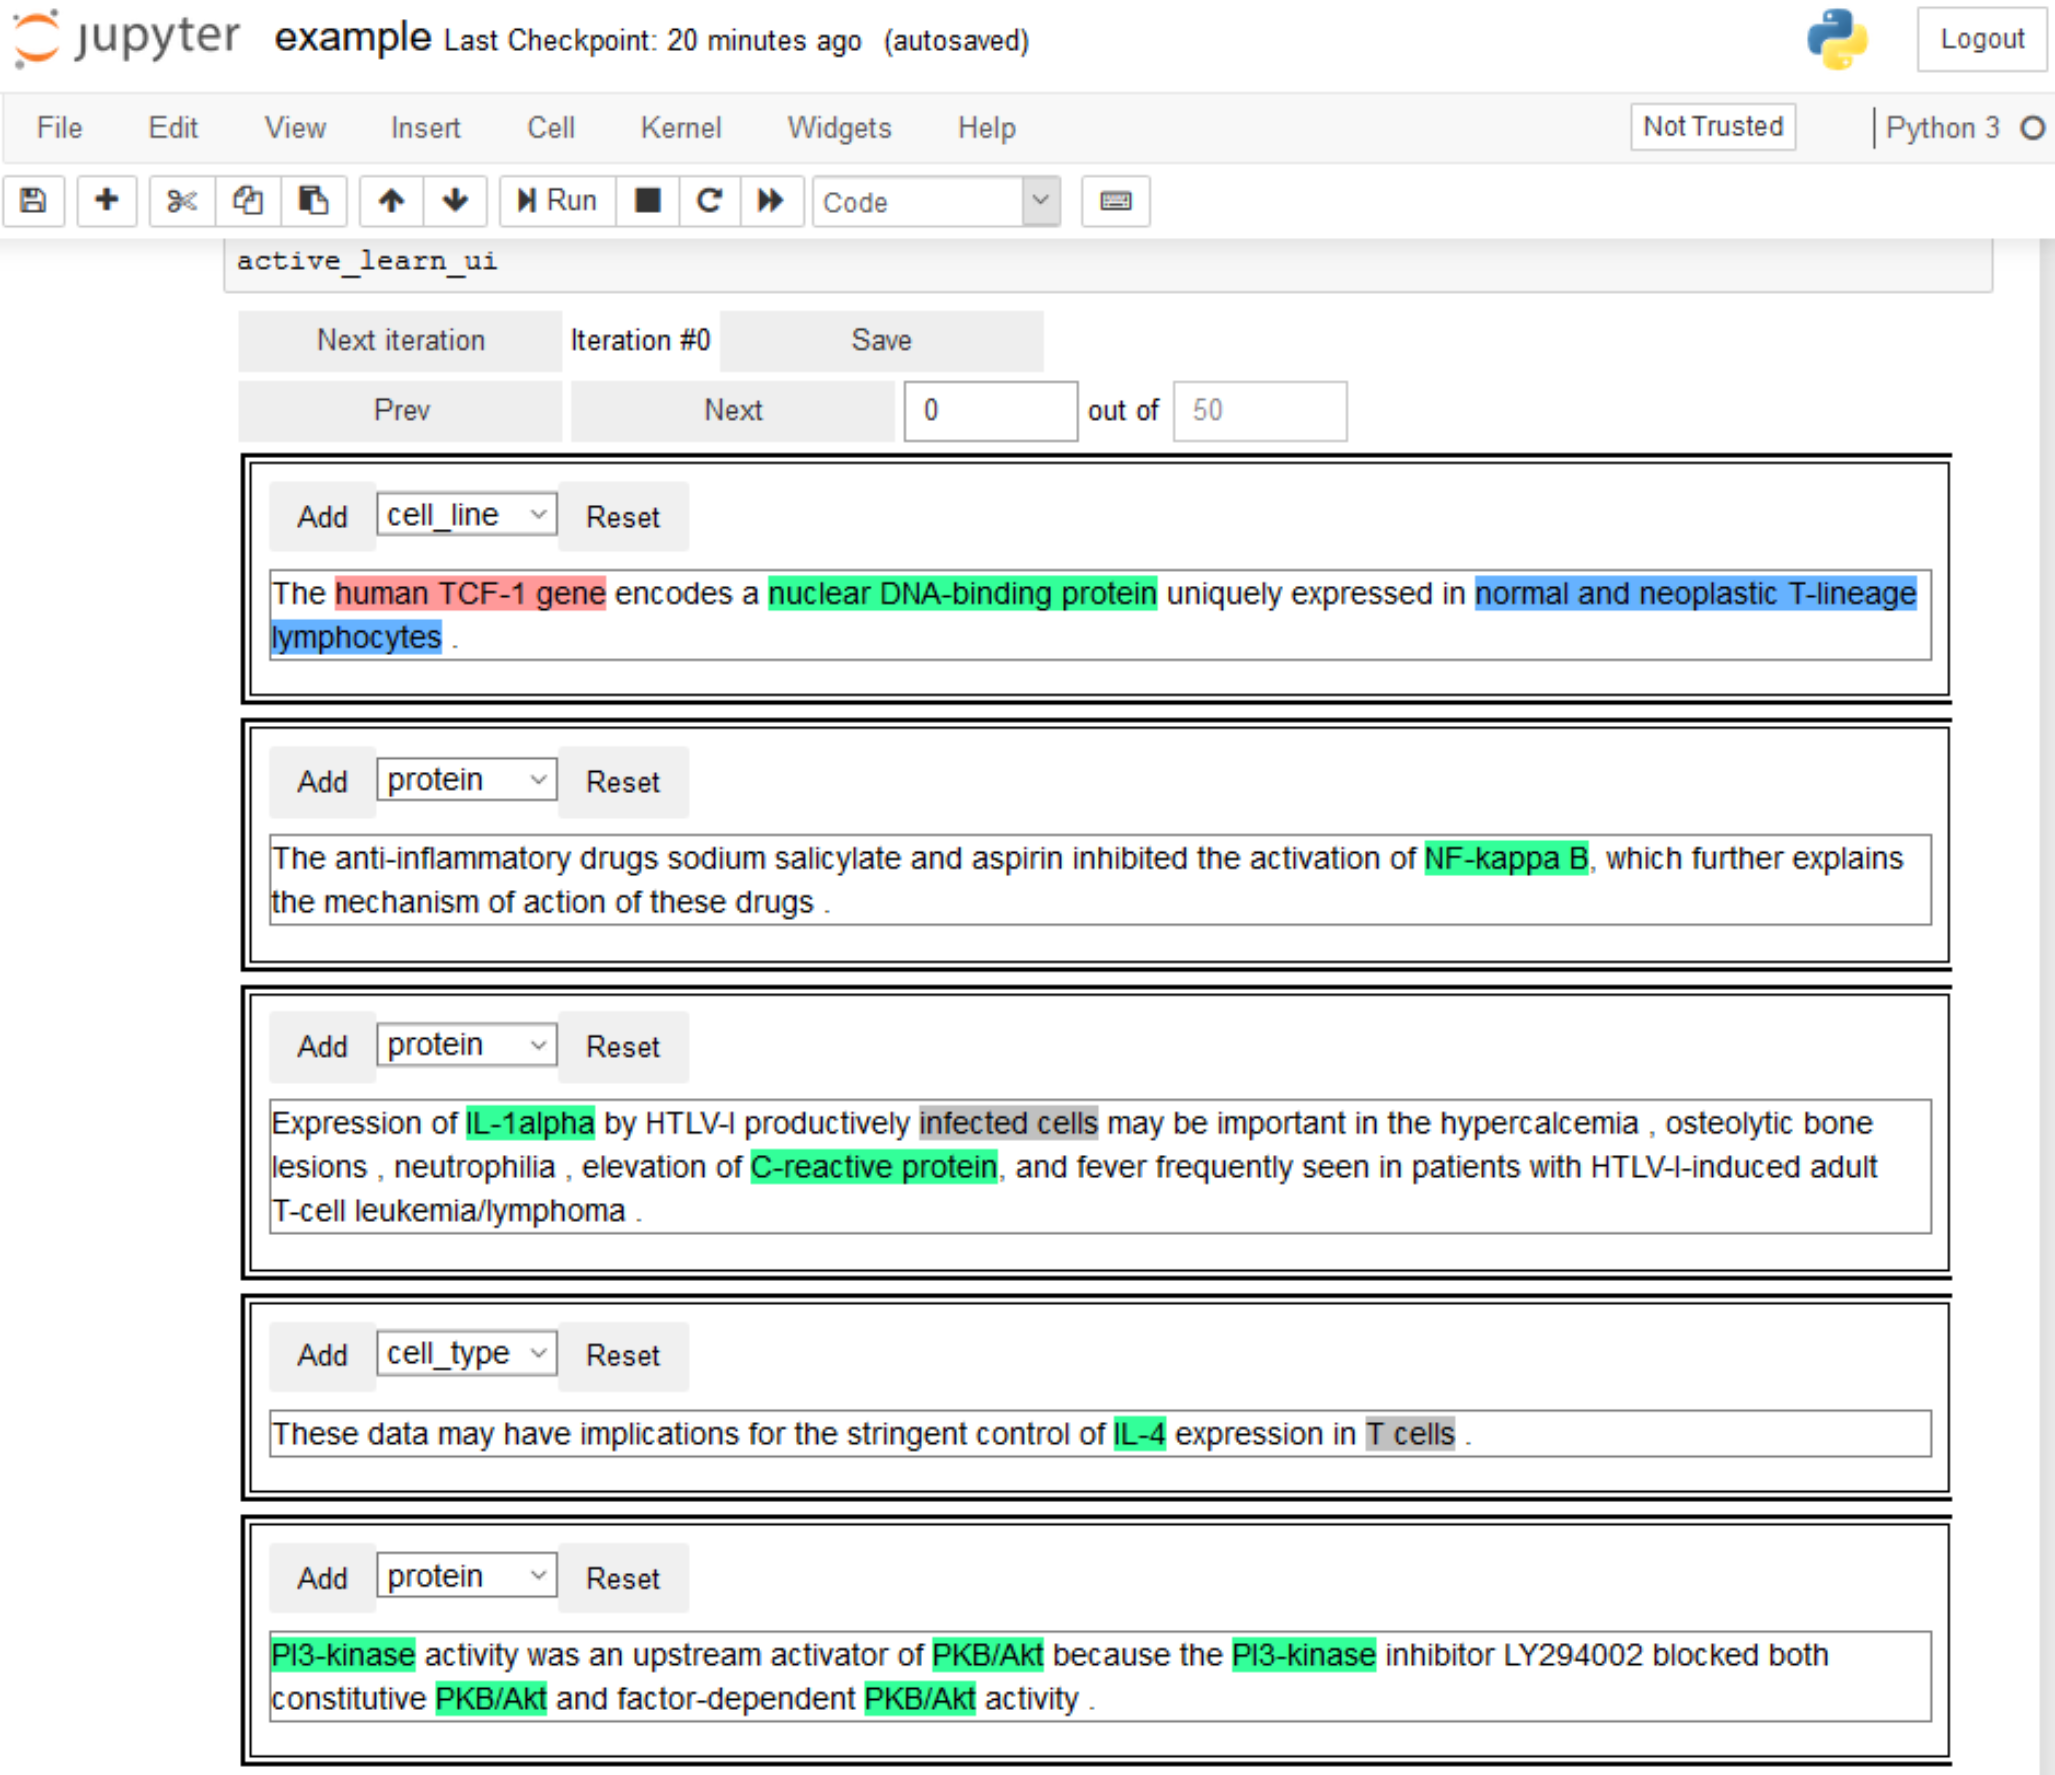 jupyter example Last Checkpoint: 20 minutes ago (autosaved) Logout
File Edit View Insert Cell Kernel Widgets Help Not Trusted Python 3
Run Code
active_learn_ui
Next iteration Iteration #0 Save
Prev Next 0 out of 50
Add cell_line Reset
The human TCF-1 gene encodes a nuclear DNA-binding protein uniquely expressed in normal and neoplastic T-lineage
lymphocytes .
Add protein Reset
The anti-inflammatory drugs sodium salicylate and aspirin inhibited the activation of NF-kappa B, which further explains
the mechanism of action of these drugs .
Add protein Reset
Expression of IL-1alpha by HTLV-I productively infected cells may be important in the hypercalcemia , osteolytic bone
lesions , neutrophilia , elevation of C-reactive protein, and fever frequently seen in patients with HTLV-I-induced adult
T-cell leukemia/lymphoma .
Add cell_type Reset
These data may have implications for the stringent control of IL-4 expression in T cells .
Add protein Reset
PI3-kinase activity was an upstream activator of PKB/Akt because the PI3-kinase inhibitor LY294002 blocked both
constitutive PKB/Akt and factor-dependent PKB/Akt activity .